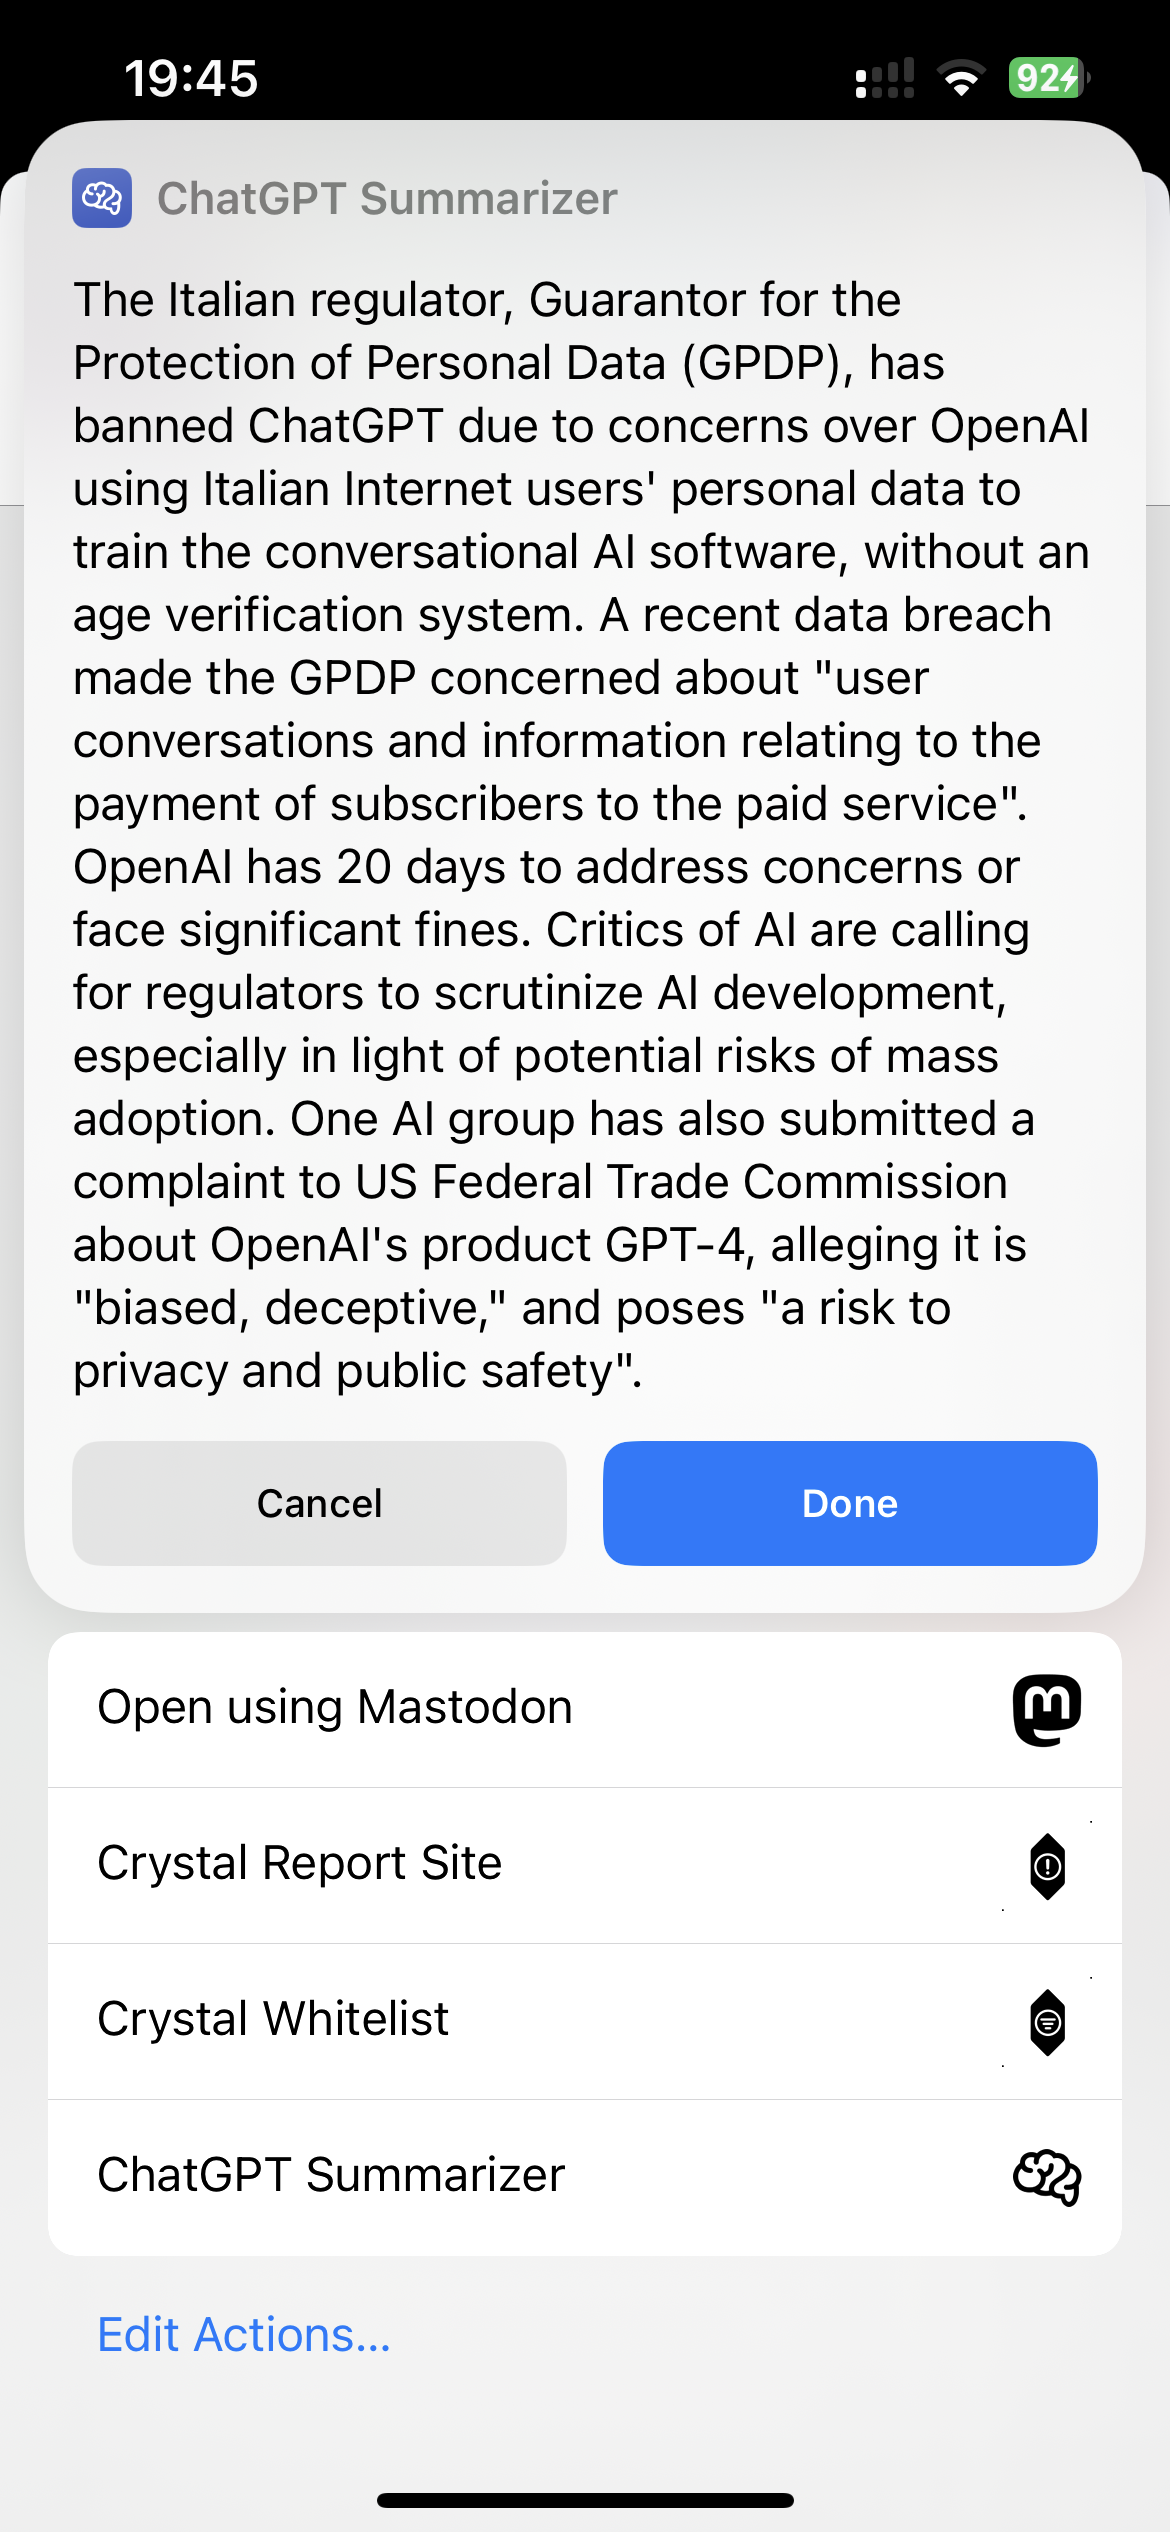 19:45
92
ChatGPT Summarizer
The Italian regulator, Guarantor for the
Protection of Personal Data (GPDP), has
banned ChatGPT due to concerns over OpenAI
using Italian Internet users' personal data to
train the conversational AI software, without an
age verification system. A recent data breach
made the GPDP concerned about "user
conversations and information relating to the
payment of subscribers to the paid service".
OpenAI has 20 days to address concerns or
face significant fines. Critics of AI are calling
for regulators to scrutinize AI development,
especially in light of potential risks of mass
adoption. One AI group has also submitted a
complaint to US Federal Trade Commission
about OpenAI's product GPT-4, alleging it is
"biased, deceptive," and poses "a risk to
privacy and public safety".
Cancel
Done
Open using Mastodon
Crystal Report Site
Crystal Whitelist
ChatGPT Summarizer
Edit Actions...